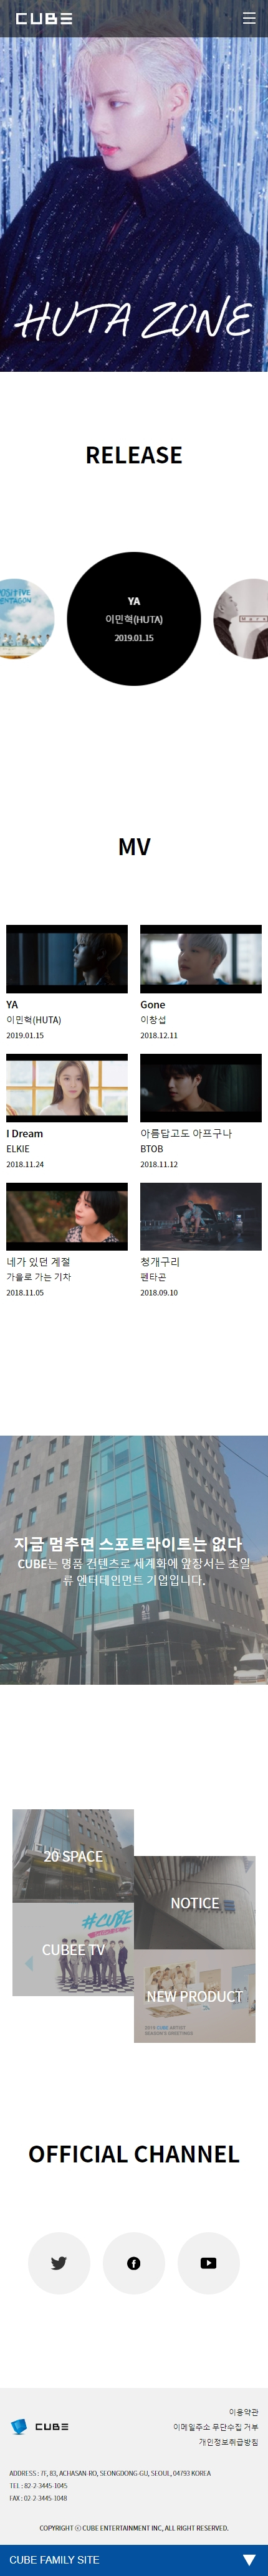 CUBE
HUTA ZONE
RELEASE
POSITIVE
PENTAGON
YA
이민혁(HUTA)
2019.01.15
MV
YA
이민혁(HUTA)
2019.01.15
Gone
이창섭
2018.12.11
I Dream
ELKIE
2018.11.24
아름답고도 아프구나
BTOB
2018.11.12
네가 있던 계절
가을로 가는 기차
2018.11.05
청개구리
펜타곤
2018.09.10
지금 멈추면 스포트라이트는 없다
CUBE는 명품 컨텐츠로 세계화에 앞장서는 초일
류 엔터테인먼트 기업입니다.
20 SPACE
NOTICE
#CUBE
CUBEE TV
NEW PRODUCT
2019 CUBE ARTIST
SEASON'S GREETINGS
OFFICIAL CHANNEL
이용약관
이메일주소 무단수집 거부
개인정보취급방침
CUBE
ADDRESS : 7F, 83, ACHASAN-RO, SEONGDONG-GU, SEOUL, 04793 KOREA
TEL : 82-2-3445-1045
FAX : 02-2-3445-1048
COPYRIGHT ⓒ CUBE ENTERTAINMENT INC, ALL RIGHT RESERVED.
CUBE FAMILY SITE